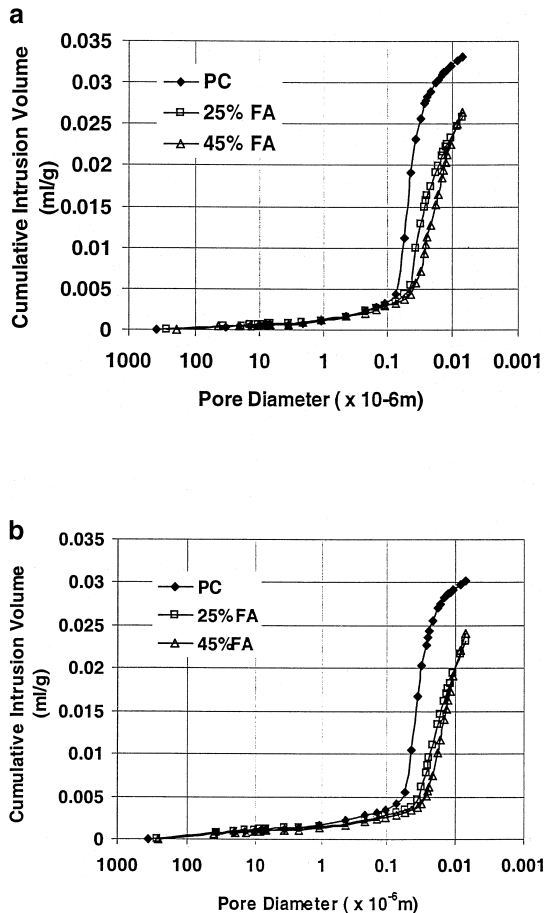 a
0.035
0.03
0.025
0.02
0.015
0.01
0.005
0
Cumulative Intrusion Volume
(ml/g)
PC
25% FA
45% FA
1000 100 10 1 0.1 0.01 0.001
Pore Diameter ( x 10-6m)
b
0.035
0.03
0.025
0.02
0.015
0.01
0.005
0
Cumulative Intrusion Volume
(ml/g)
PC
25%FA
45%FA
1000 100 10 1 0.1 0.01 0.001
Pore Diameter ( x 10⁻⁶m)